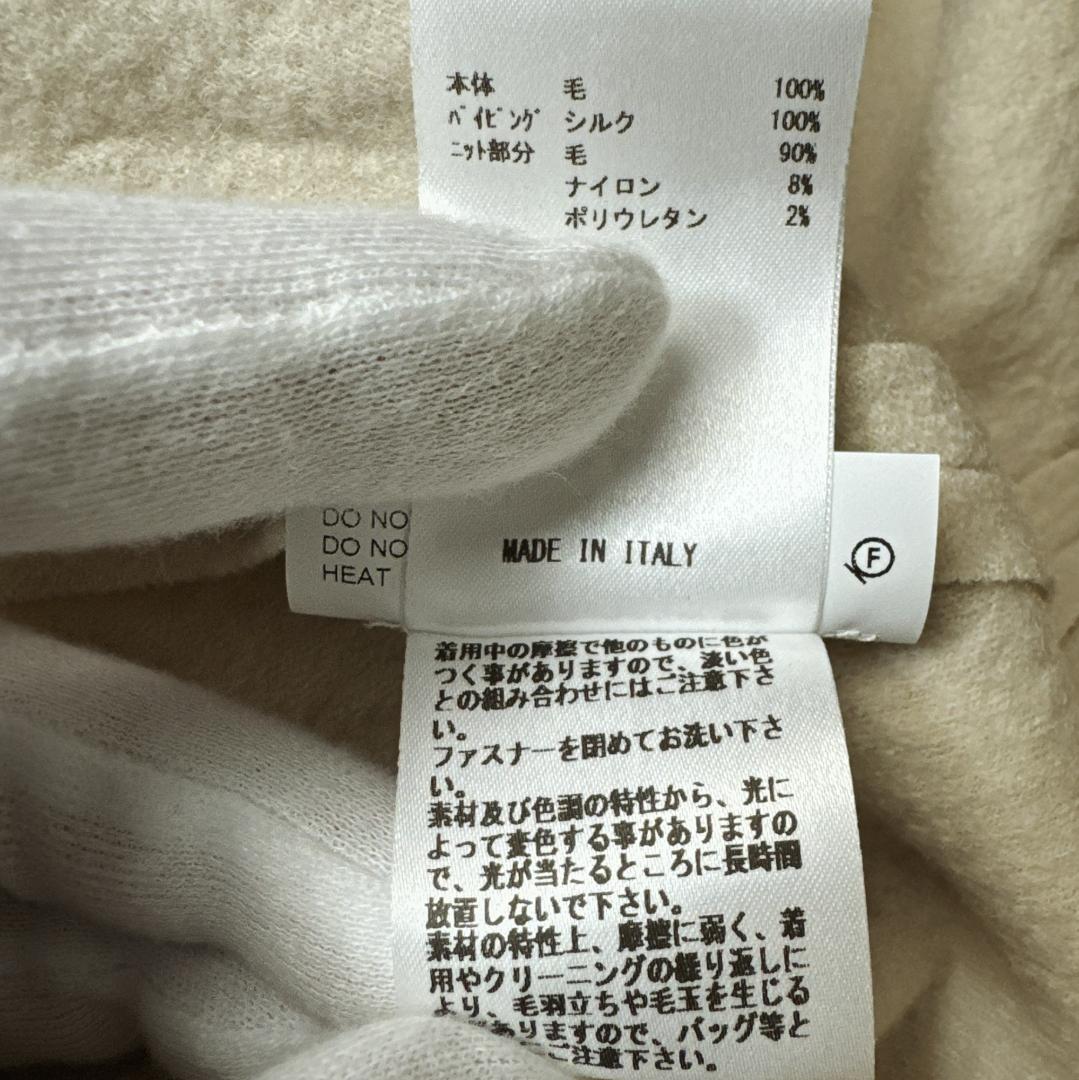 本体 毛 100%
パイピング シルク 100%
ニット部分 毛 90%
ナイロン 8%
ポリウレタン 2%
DO NO
DO NO
HEAT
MADE IN ITALY
F
着用中の摩擦で他のものに色が
つく事がありますので、淡い色
との組み合わせにはご注意下さ
い。
ファスナーを閉めてお洗い下さ
い。
素材及び色調の特性から、光に
よって変色する事がありますの
で、光が当たるところに長時間
放置しないで下さい。
素材の特性上、摩擦に弱く、着
用やクリーニングの繰り返しに
より、毛羽立ちや毛玉を生じる
ありますので、バッグ等と
ご注意下さい。